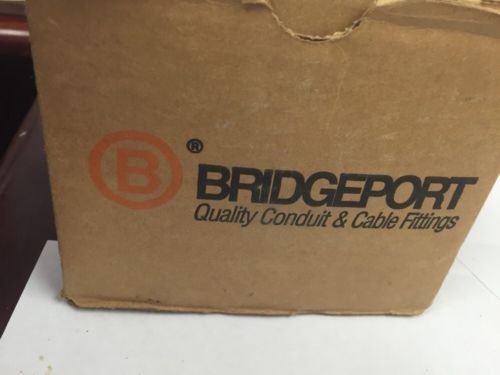 B®
BRIDGEPORT
Quality Conduit & Cable Fittings